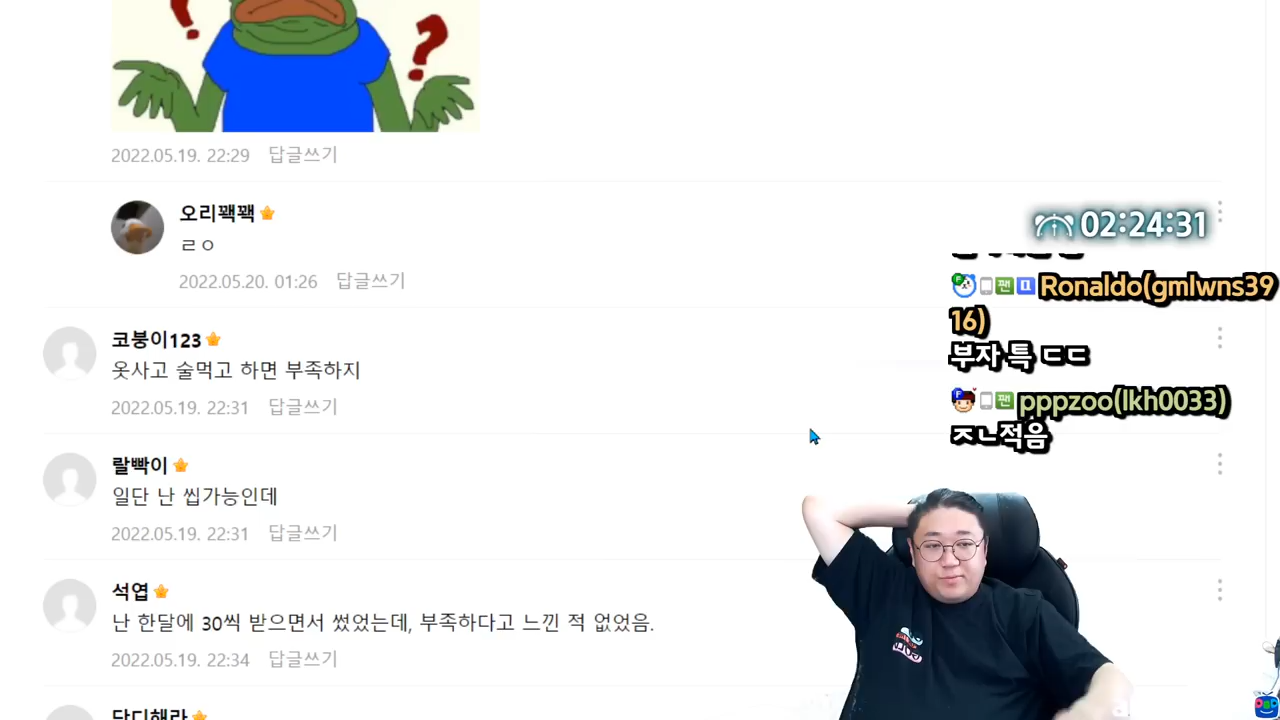 2022.05.19. 22:29 답글쓰기
오리꽥꽥
ㄹㅇ
2022.05.20. 01:26 답글쓰기
코붕이123
옷사고 술먹고 하면 부족하지
2022.05.19. 22:31 답글쓰기
랄빡이
일단 난 씹가능인데
2022.05.19. 22:31 답글쓰기
석엽
난 한달에 30씩 받으면서 썼었는데, 부족하다고 느낀 적 없었음.
2022.05.19. 22:34 답글쓰기
02:24:31
Ronaldo(gmlwns39
16)
부자 특 ㄷㄷ
pppzoo(lkh0033)
ㅈㄴ적음